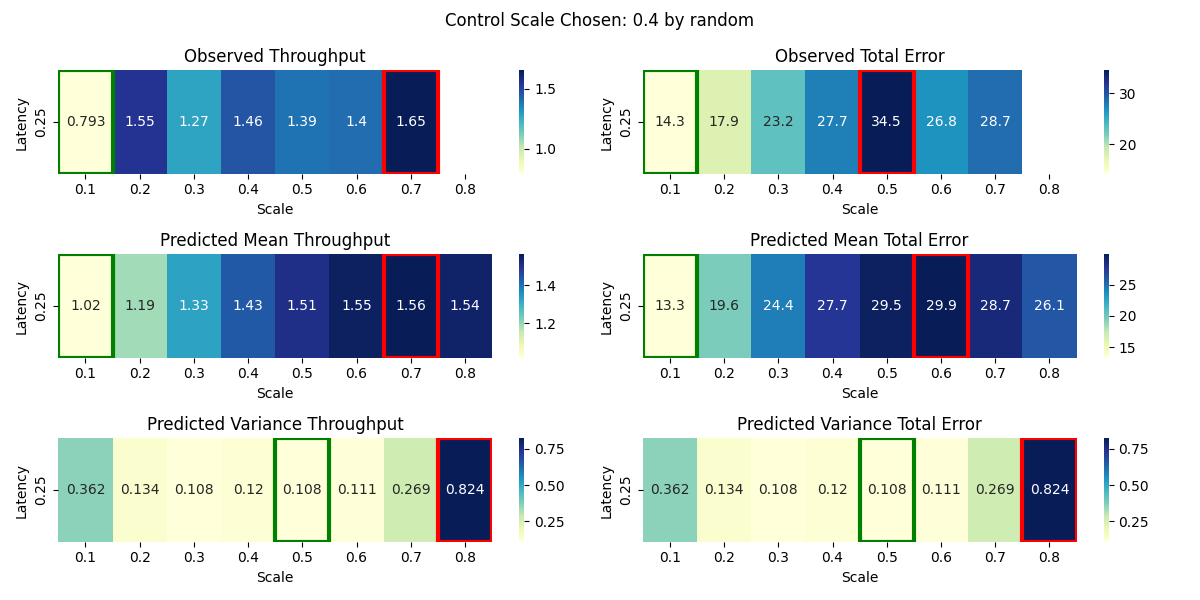 Control Scale Chosen: 0.4 by random
Observed Throughput
Latency
0.25
0.793 1.55 1.27 1.46 1.39 1.4 1.65
0.1 0.2 0.3 0.4 0.5 0.6 0.7 0.8
Scale
1.5
1.0
Observed Total Error
Latency
0.25
14.3 17.9 23.2 27.7 34.5 26.8 28.7
0.1 0.2 0.3 0.4 0.5 0.6 0.7 0.8
Scale
30
20
Predicted Mean Throughput
Latency
0.25
1.02 1.19 1.33 1.43 1.51 1.55 1.56 1.54
0.1 0.2 0.3 0.4 0.5 0.6 0.7 0.8
Scale
1.4
1.2
Predicted Mean Total Error
Latency
0.25
13.3 19.6 24.4 27.7 29.5 29.9 28.7 26.1
0.1 0.2 0.3 0.4 0.5 0.6 0.7 0.8
Scale
25
20
15
Predicted Variance Throughput
Latency
0.25
0.362 0.134 0.108 0.12 0.108 0.111 0.269 0.824
0.1 0.2 0.3 0.4 0.5 0.6 0.7 0.8
Scale
0.75
0.50
0.25
Predicted Variance Total Error
Latency
0.25
0.362 0.134 0.108 0.12 0.108 0.111 0.269 0.824
0.1 0.2 0.3 0.4 0.5 0.6 0.7 0.8
Scale
0.75
0.50
0.25